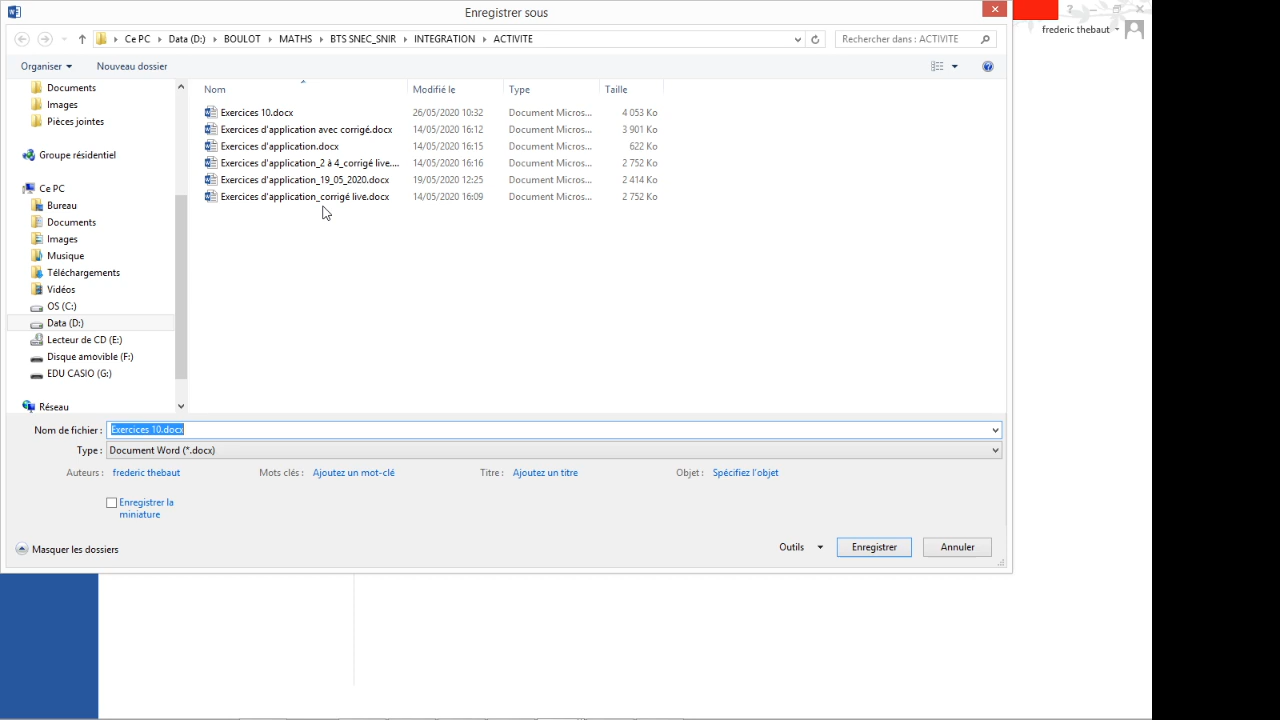 Enregistrer sous
frederic thebaut
Ce PC Data (D:) BOULOT MATHS BTS SNEC_SNIR INTEGRATION ACTIVITE
Rechercher dans : ACTIVITE
Organiser Nouveau dossier
Documents
Images
Pièces jointes
Groupe résidentiel
Ce PC
Bureau
Documents
Images
Musique
Téléchargements
Vidéos
OS (C:)
Data (D:)
Lecteur de CD (E:)
Disque amovible (F:)
EDU CASIO (G:)
Réseau
Nom Modifié le Type Taille
Exercices 10.docx 26/05/2020 10:32 Document Micros... 4 053 Ko
Exercices d'application avec corrigé.docx 14/05/2020 16:12 Document Micros... 3 901 Ko
Exercices d'application.docx 14/05/2020 16:15 Document Micros... 622 Ko
Exercices d'application_2 à 4_corrigé live.... 14/05/2020 16:16 Document Micros... 2 752 Ko
Exercices d'application_19_05_2020.docx 19/05/2020 12:25 Document Micros... 2 414 Ko
Exercices d'application_corrigé live.docx 14/05/2020 16:09 Document Micros... 2 752 Ko
Nom de fichier : Exercices 10.docx
Type : Document Word (*.docx)
Auteurs : frederic thebaut Mots clés : Ajoutez un mot-clé Titre : Ajoutez un titre Objet : Spécifiez l'objet
Enregistrer la
miniature
Masquer les dossiers
Outils Enregistrer Annuler